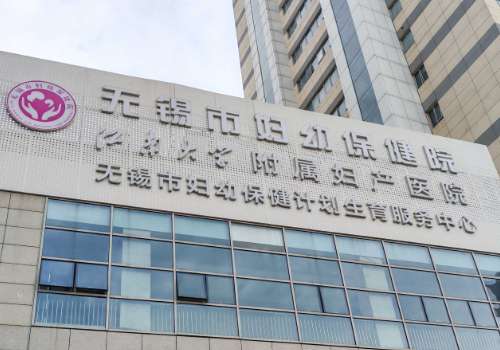 无锡市妇幼保健院
江南大学附属妇产医院
无锡市妇幼保健计划生育服务中心